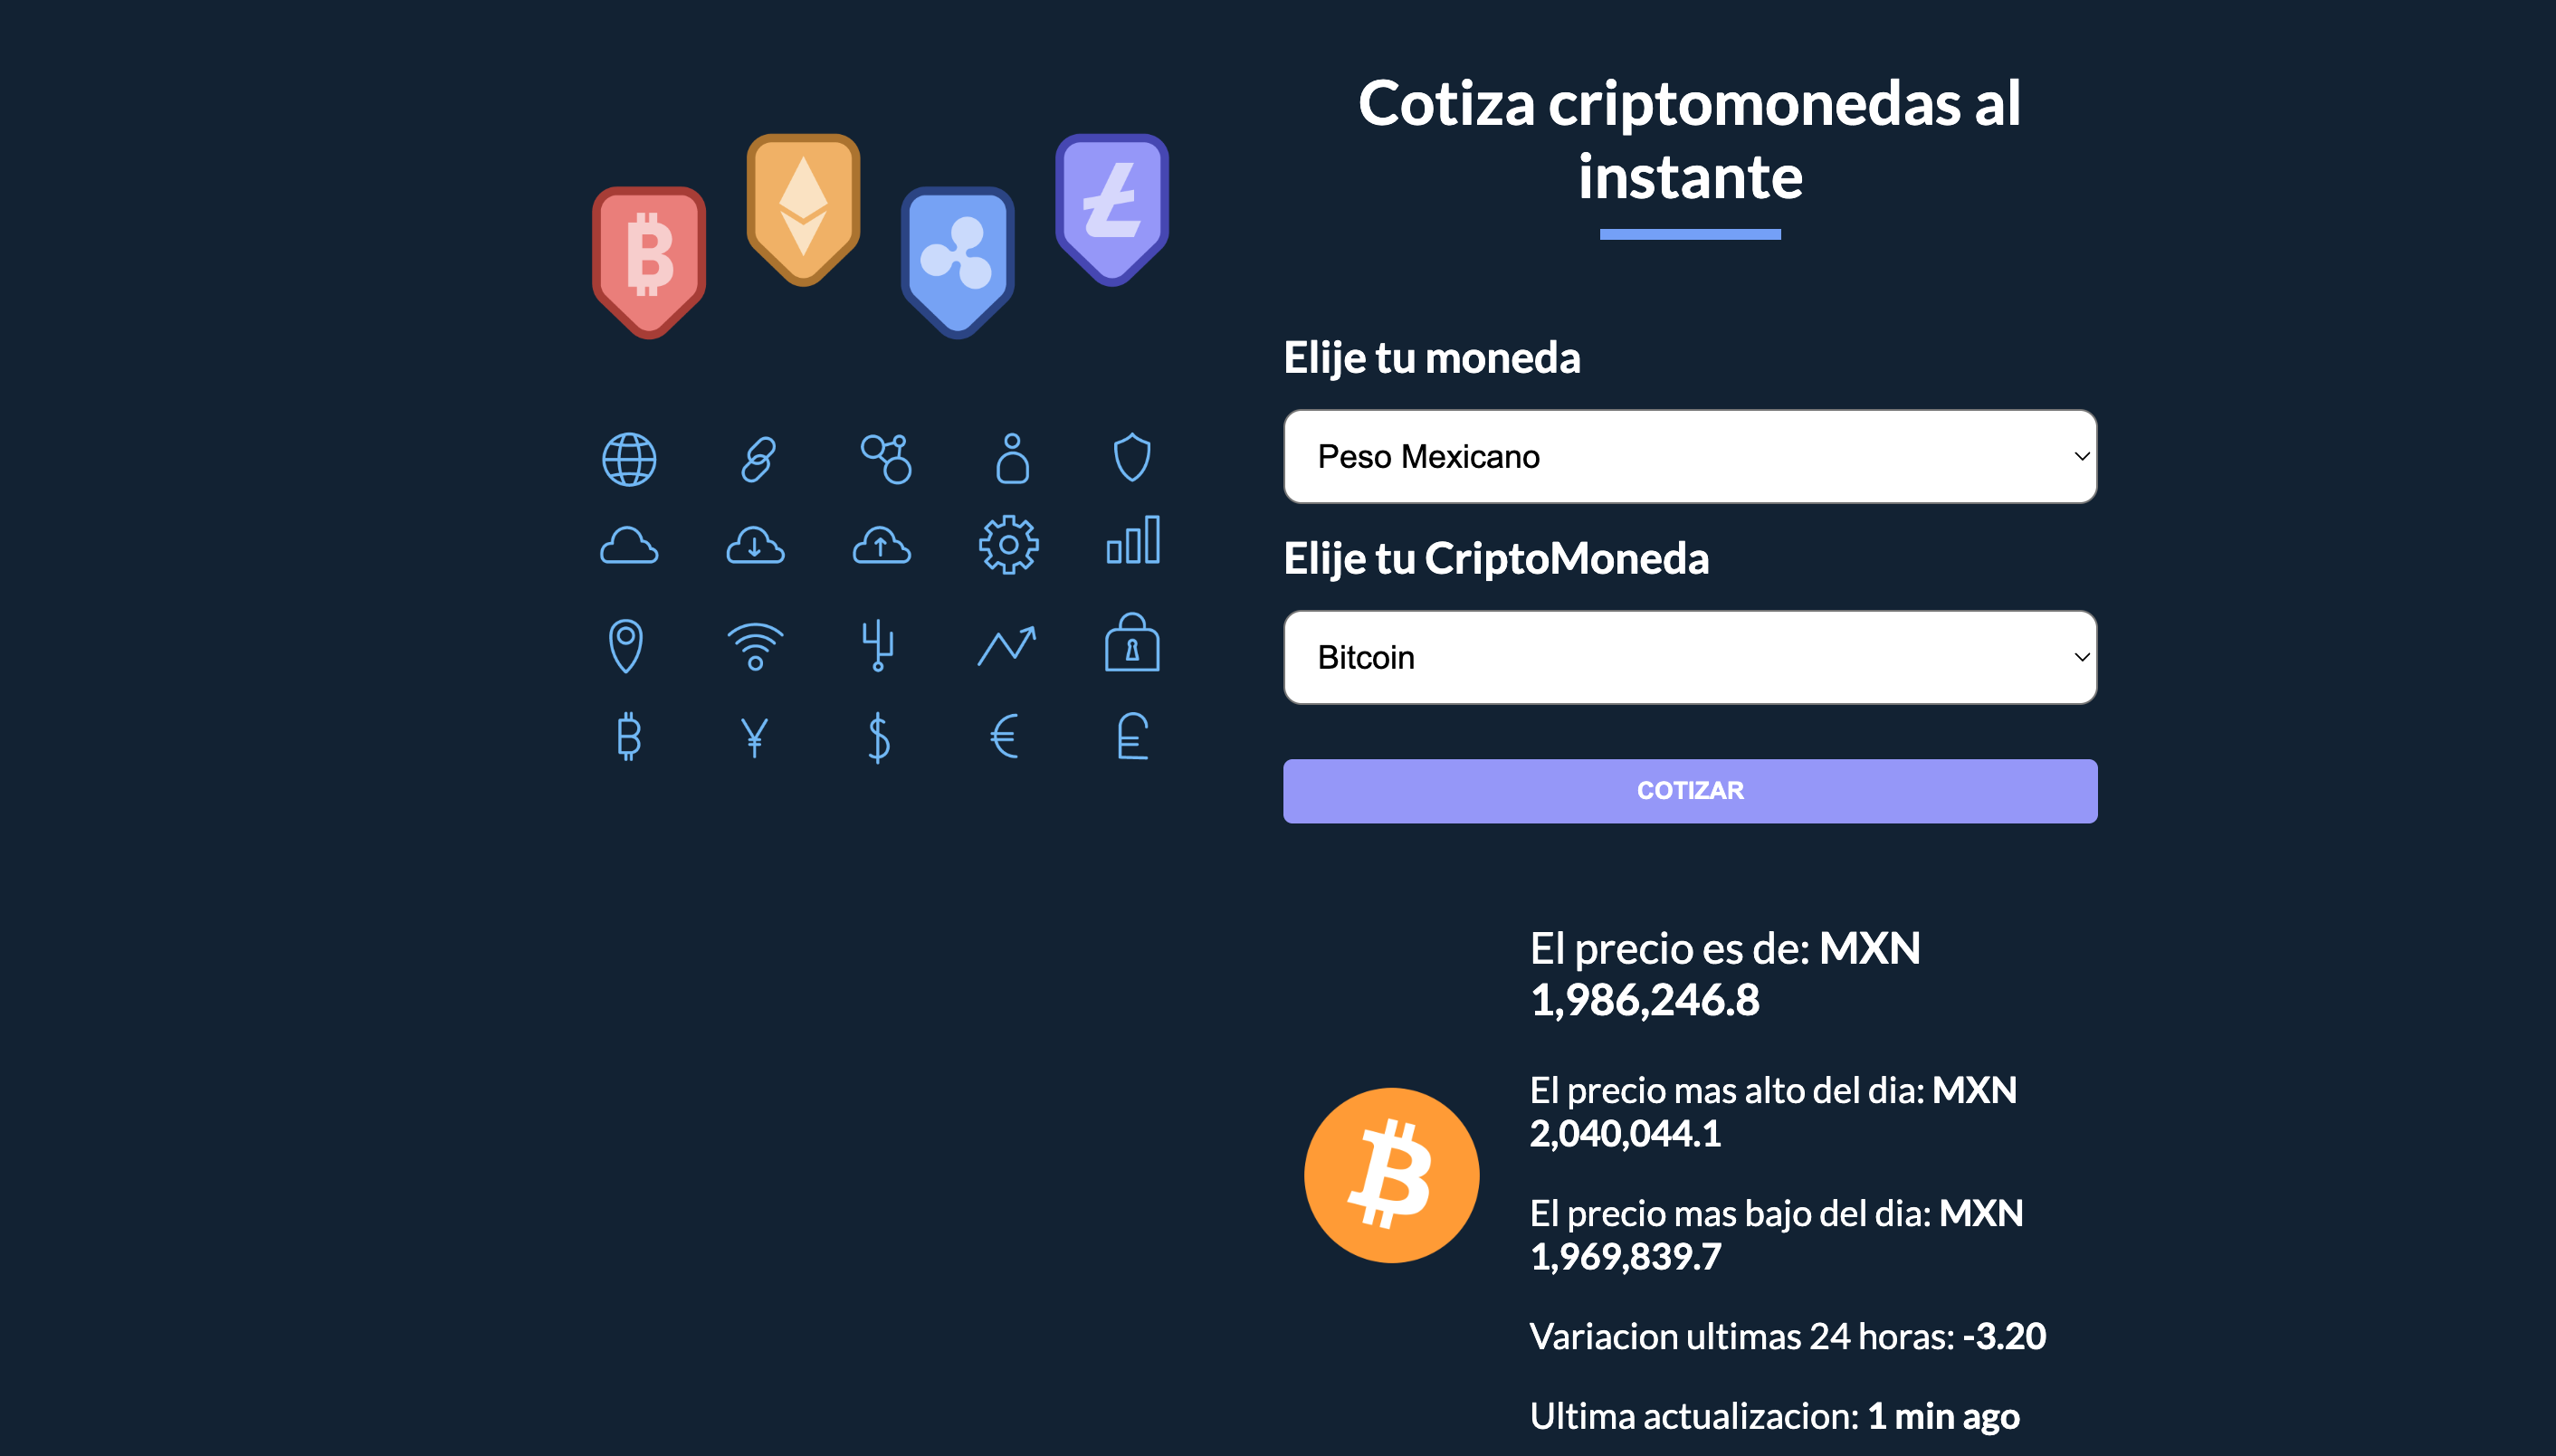 Cotiza criptomonedas al
instante
Elije tu moneda
Peso Mexicano
Elije tu CriptoMoneda
Bitcoin
COTIZAR
El precio es de: MXN
1,986,246.8
El precio mas alto del dia: MXN
2,040,044.1
El precio mas bajo del dia: MXN
1,969,839.7
Variacion ultimas 24 horas: -3.20
Ultima actualizacion: 1 min ago